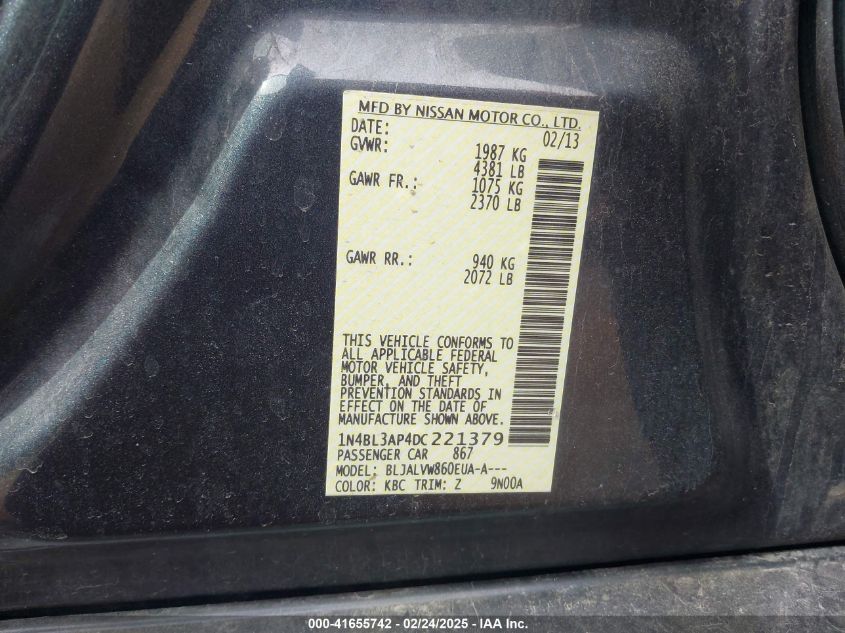 MFD BY NISSAN MOTOR CO., LTD.
DATE: 02/13
GVWR: 1987 KG
4381 LB
GAWR FR.: 1075 KG
2370 LB
GAWR RR.: 940 KG
2072 LB
THIS VEHICLE CONFORMS TO
ALL APPLICABLE FEDERAL
MOTOR VEHICLE SAFETY,
BUMPER, AND THEFT
PREVENTION STANDARDS IN
EFFECT ON THE DATE OF
MANUFACTURE SHOWN ABOVE.
1N4BL3AP4DC221379
PASSENGER CAR 867
MODEL: BLJALVW860EUA-A---
COLOR: KBC TRIM: Z 9N00A
000-41655742 - 02/24/2025 - IAA Inc.